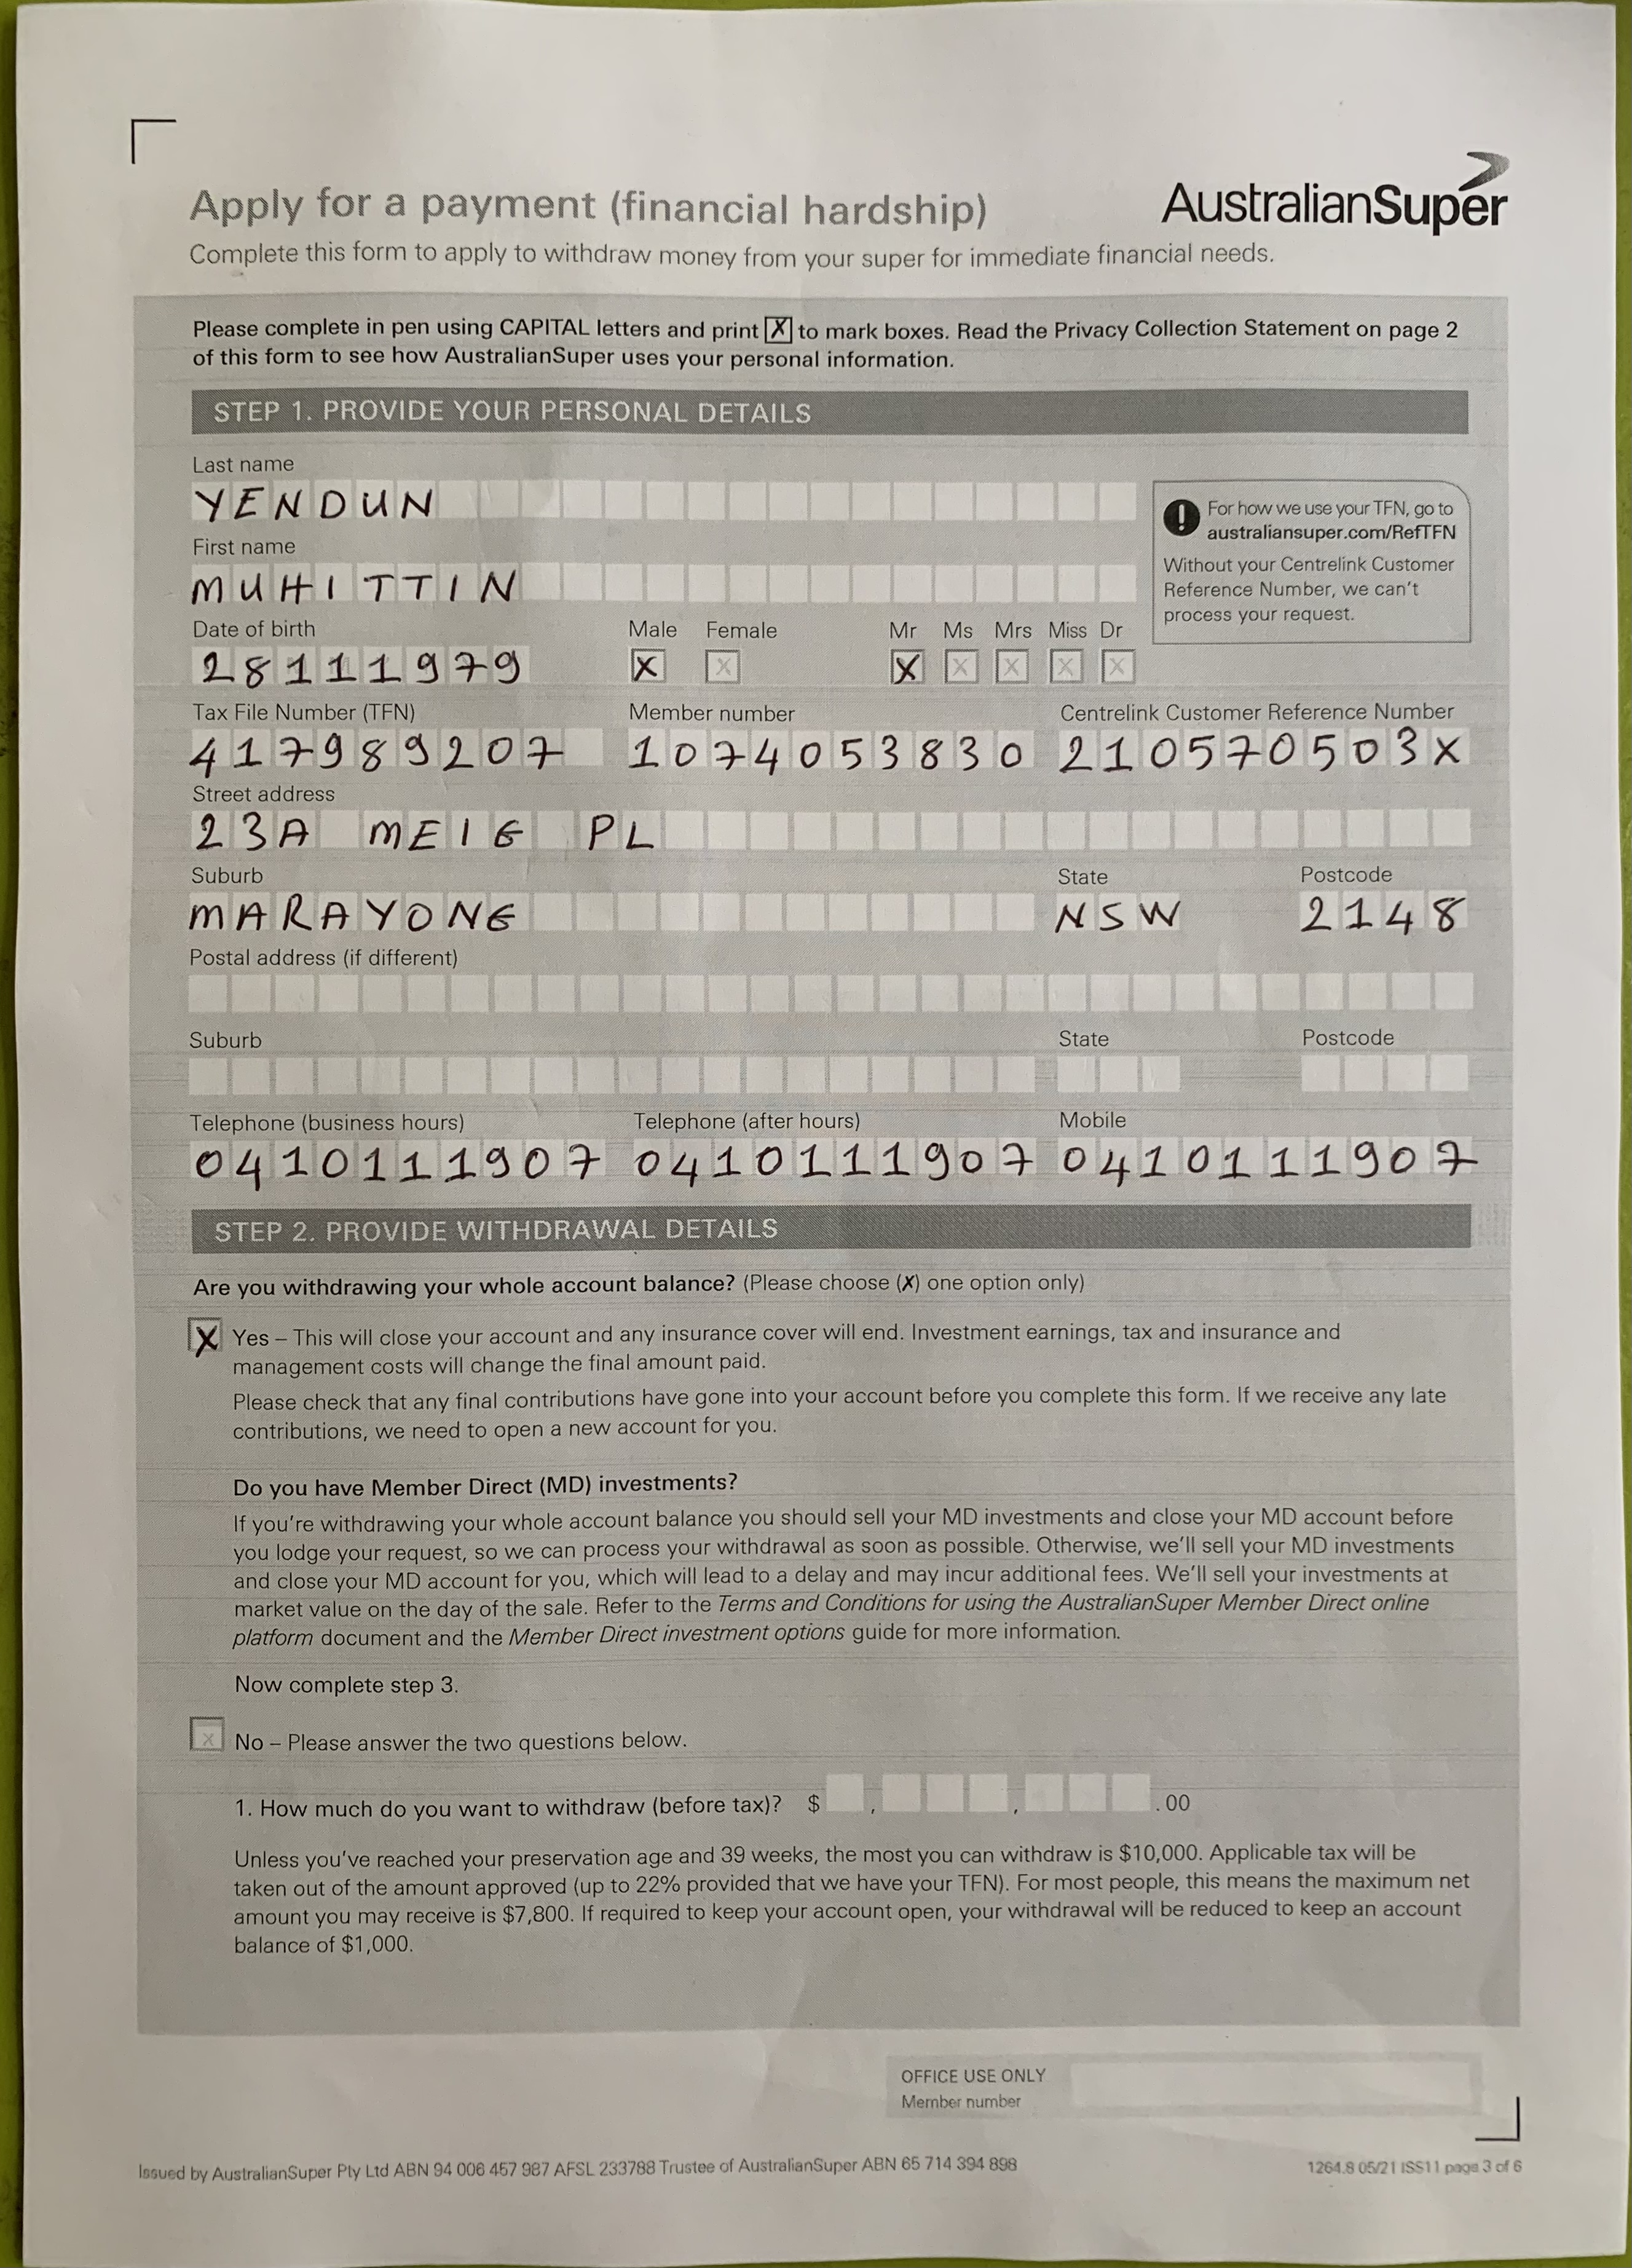 Apply for a payment (financial hardship)
AustralianSuper
Complete this form to apply to withdraw money from your super for immediate financial needs.
Please complete in pen using CAPITAL letters and print X to mark boxes. Read the Privacy Collection Statement on page 2
of this form to see how AustralianSuper uses your personal information.
STEP 1. PROVIDE YOUR PERSONAL DETAILS
Last name
YENDUN
First name
MUHITTIN
! For how we use your TFN, go to
australiansuper.com/RefTFN
Without your Centrelink Customer
Reference Number, we can't
process your request.
Date of birth Male Female Mr Ms Mrs Miss Dr
28111979 X X X X X X X
Tax File Number (TFN) Member number Centrelink Customer Reference Number
417989207 1074053830 210570503X
Street address
23A MEIG PL
Suburb State Postcode
MARAYONG NSW 2148
Postal address (if different)
Suburb State Postcode
Telephone (business hours) Telephone (after hours) Mobile
0410111907 0410111907 0410111907
STEP 2. PROVIDE WITHDRAWAL DETAILS
Are you withdrawing your whole account balance? (Please choose (✗) one option only)
X Yes – This will close your account and any insurance cover will end. Investment earnings, tax and insurance and
management costs will change the final amount paid.
Please check that any final contributions have gone into your account before you complete this form. If we receive any late
contributions, we need to open a new account for you.
Do you have Member Direct (MD) investments?
If you're withdrawing your whole account balance you should sell your MD investments and close your MD account before
you lodge your request, so we can process your withdrawal as soon as possible. Otherwise, we'll sell your MD investments
and close your MD account for you, which will lead to a delay and may incur additional fees. We'll sell your investments at
market value on the day of the sale. Refer to the Terms and Conditions for using the AustralianSuper Member Direct online
platform document and the Member Direct investment options guide for more information.
Now complete step 3.
X No – Please answer the two questions below.
1. How much do you want to withdraw (before tax)? $ , , .00
Unless you've reached your preservation age and 39 weeks, the most you can withdraw is $10,000. Applicable tax will be
taken out of the amount approved (up to 22% provided that we have your TFN). For most people, this means the maximum net
amount you may receive is $7,800. If required to keep your account open, your withdrawal will be reduced to keep an account
balance of $1,000.
OFFICE USE ONLY
Member number
Issued by AustralianSuper Pty Ltd ABN 94 006 457 987 AFSL 233788 Trustee of AustralianSuper ABN 65 714 394 898
1264.8 05/21 ISS11 page 3 of 6